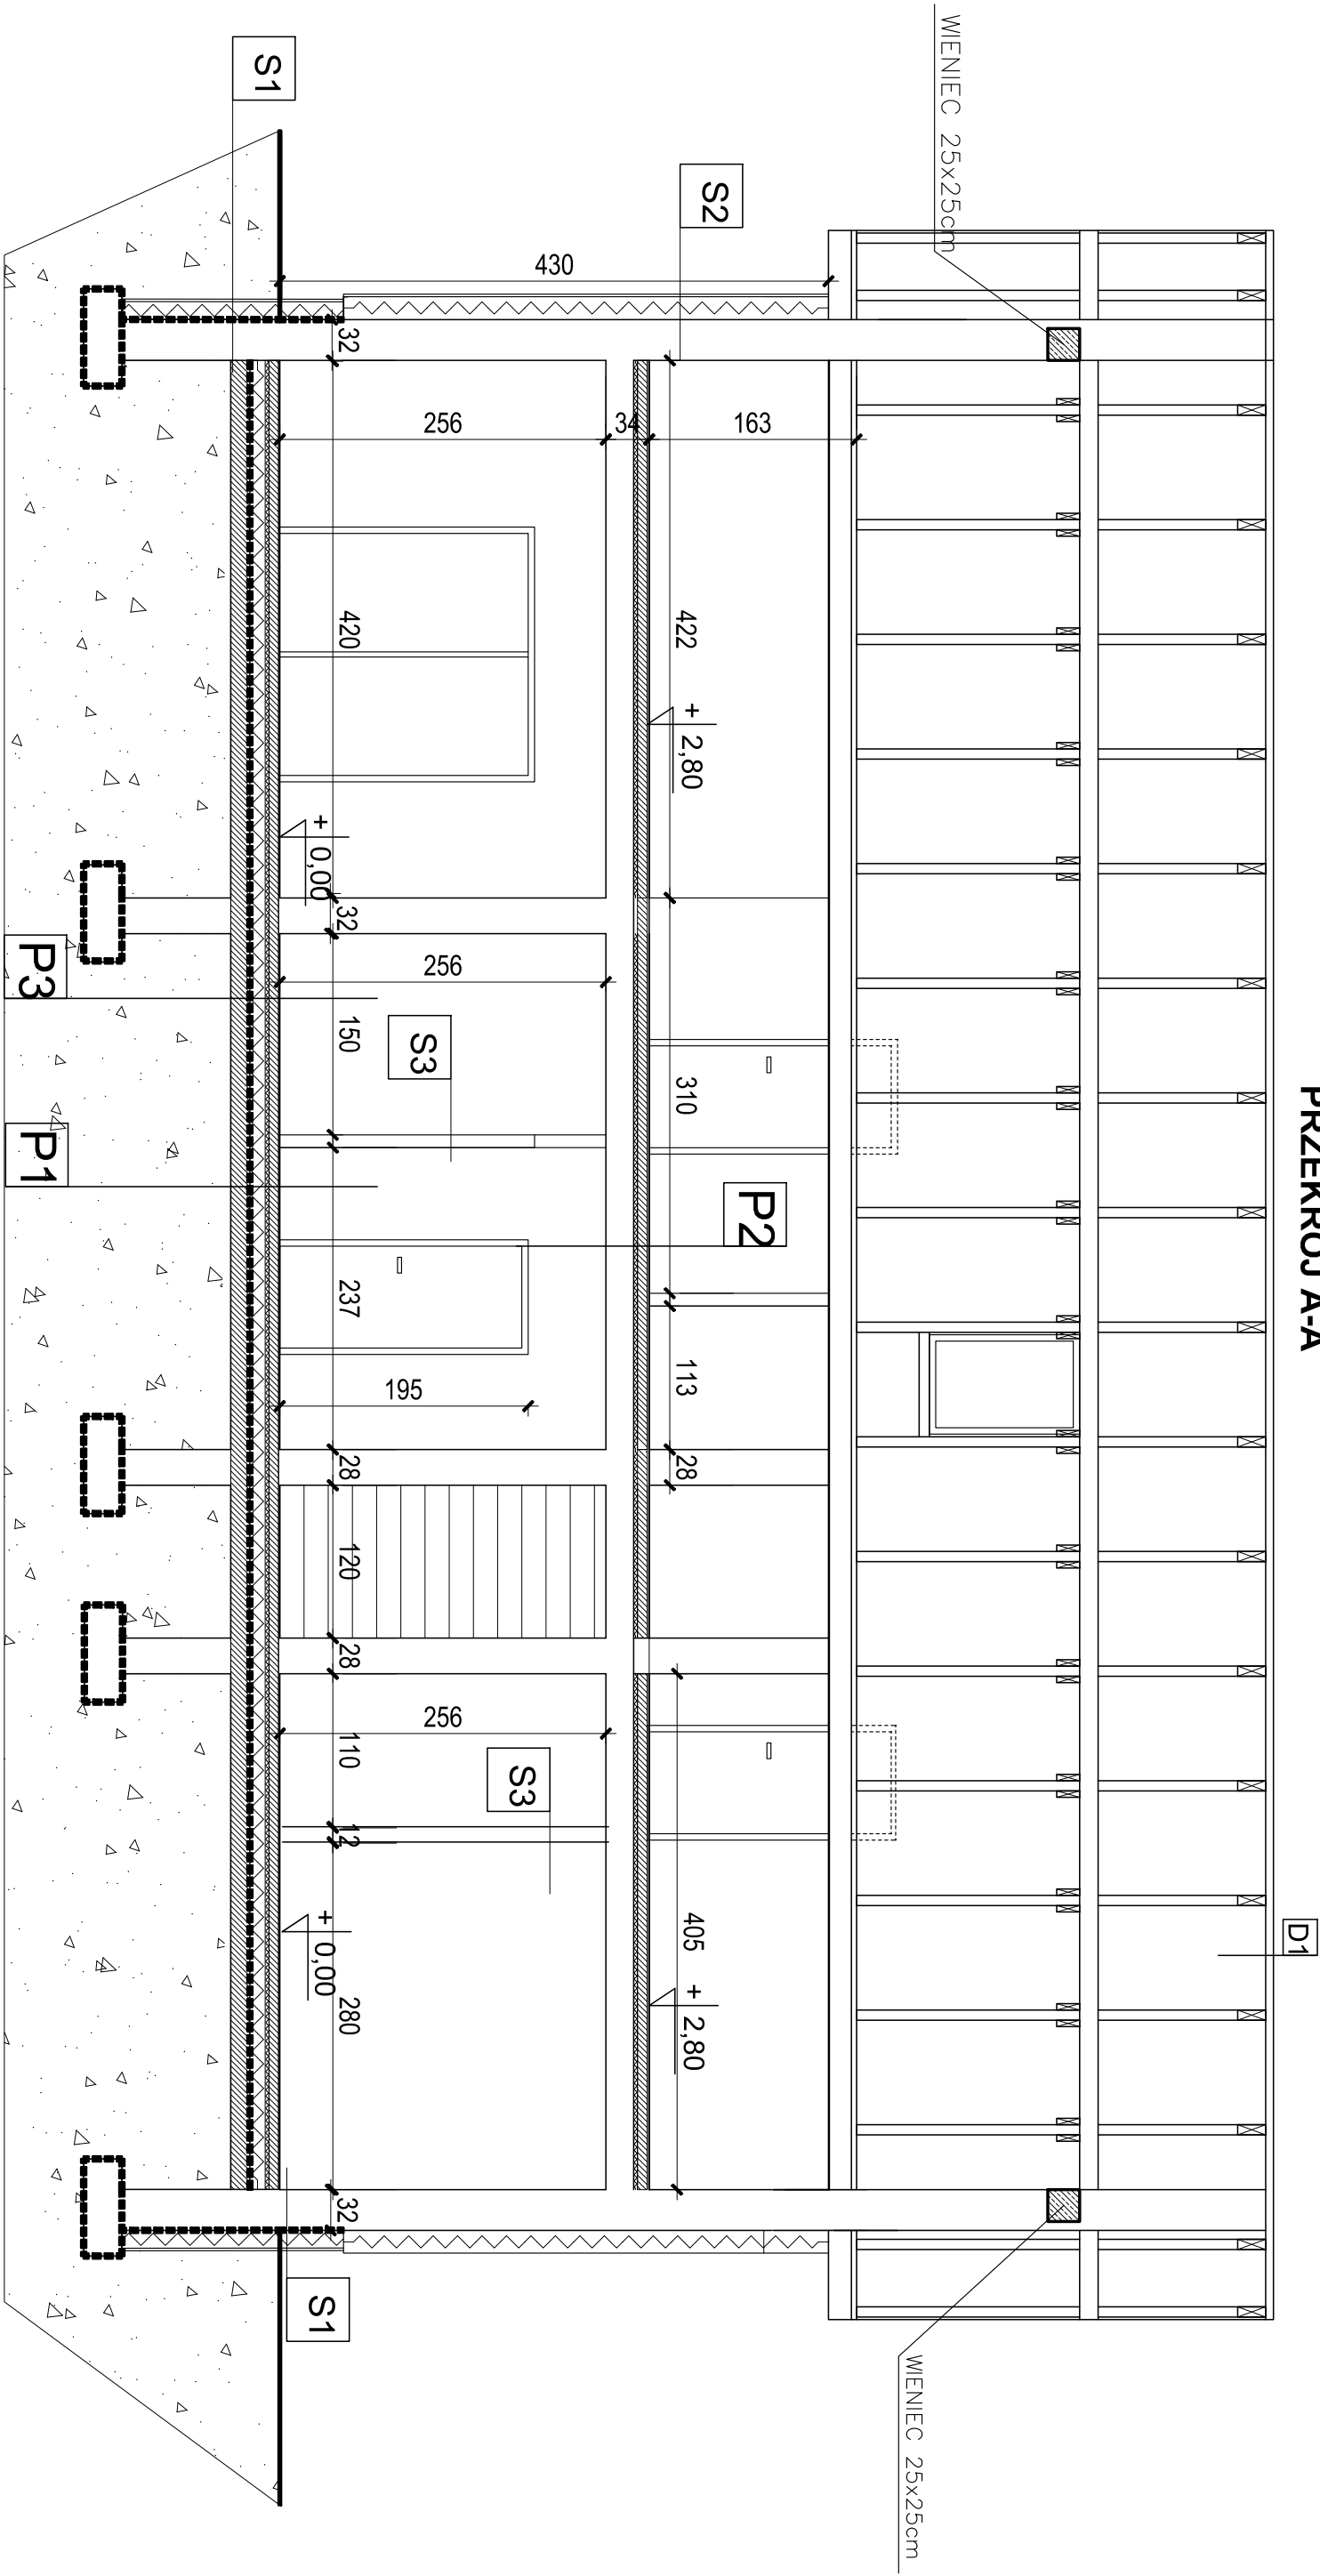 PRZEKRÓJ A-A
D1
WIENIEC 25x25cm
WIENIEC 25x25cm
S2
430
163
422
+ 2,80
310
P2
113
28
405
+ 2,80
34
256
256
195
256
S3
S3
32
420
+ 0,00
32
150
237
28
120
28
110
12
+ 0,00
280
32
S1
S1
P3
P1